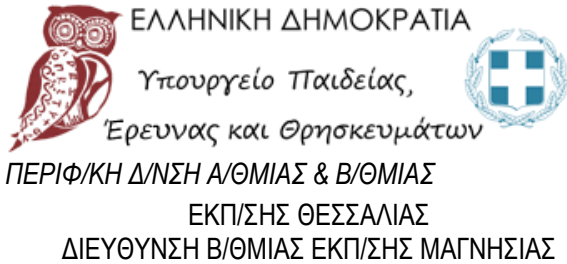 ΕΛΛΗΝΙΚΗ ΔΗΜΟΚΡΑΤΙΑ
Υπουργείο Παιδείας,
Έρευνας και Θρησκευμάτων
ΠΕΡΙΦ/ΚΗ Δ/ΝΣΗ Α/ΘΜΙΑΣ & Β/ΘΜΙΑΣ
ΕΚΠ/ΣΗΣ ΘΕΣΣΑΛΙΑΣ
ΔΙΕΥΘΥΝΣΗ Β/ΘΜΙΑΣ ΕΚΠ/ΣΗΣ ΜΑΓΝΗΣΙΑΣ